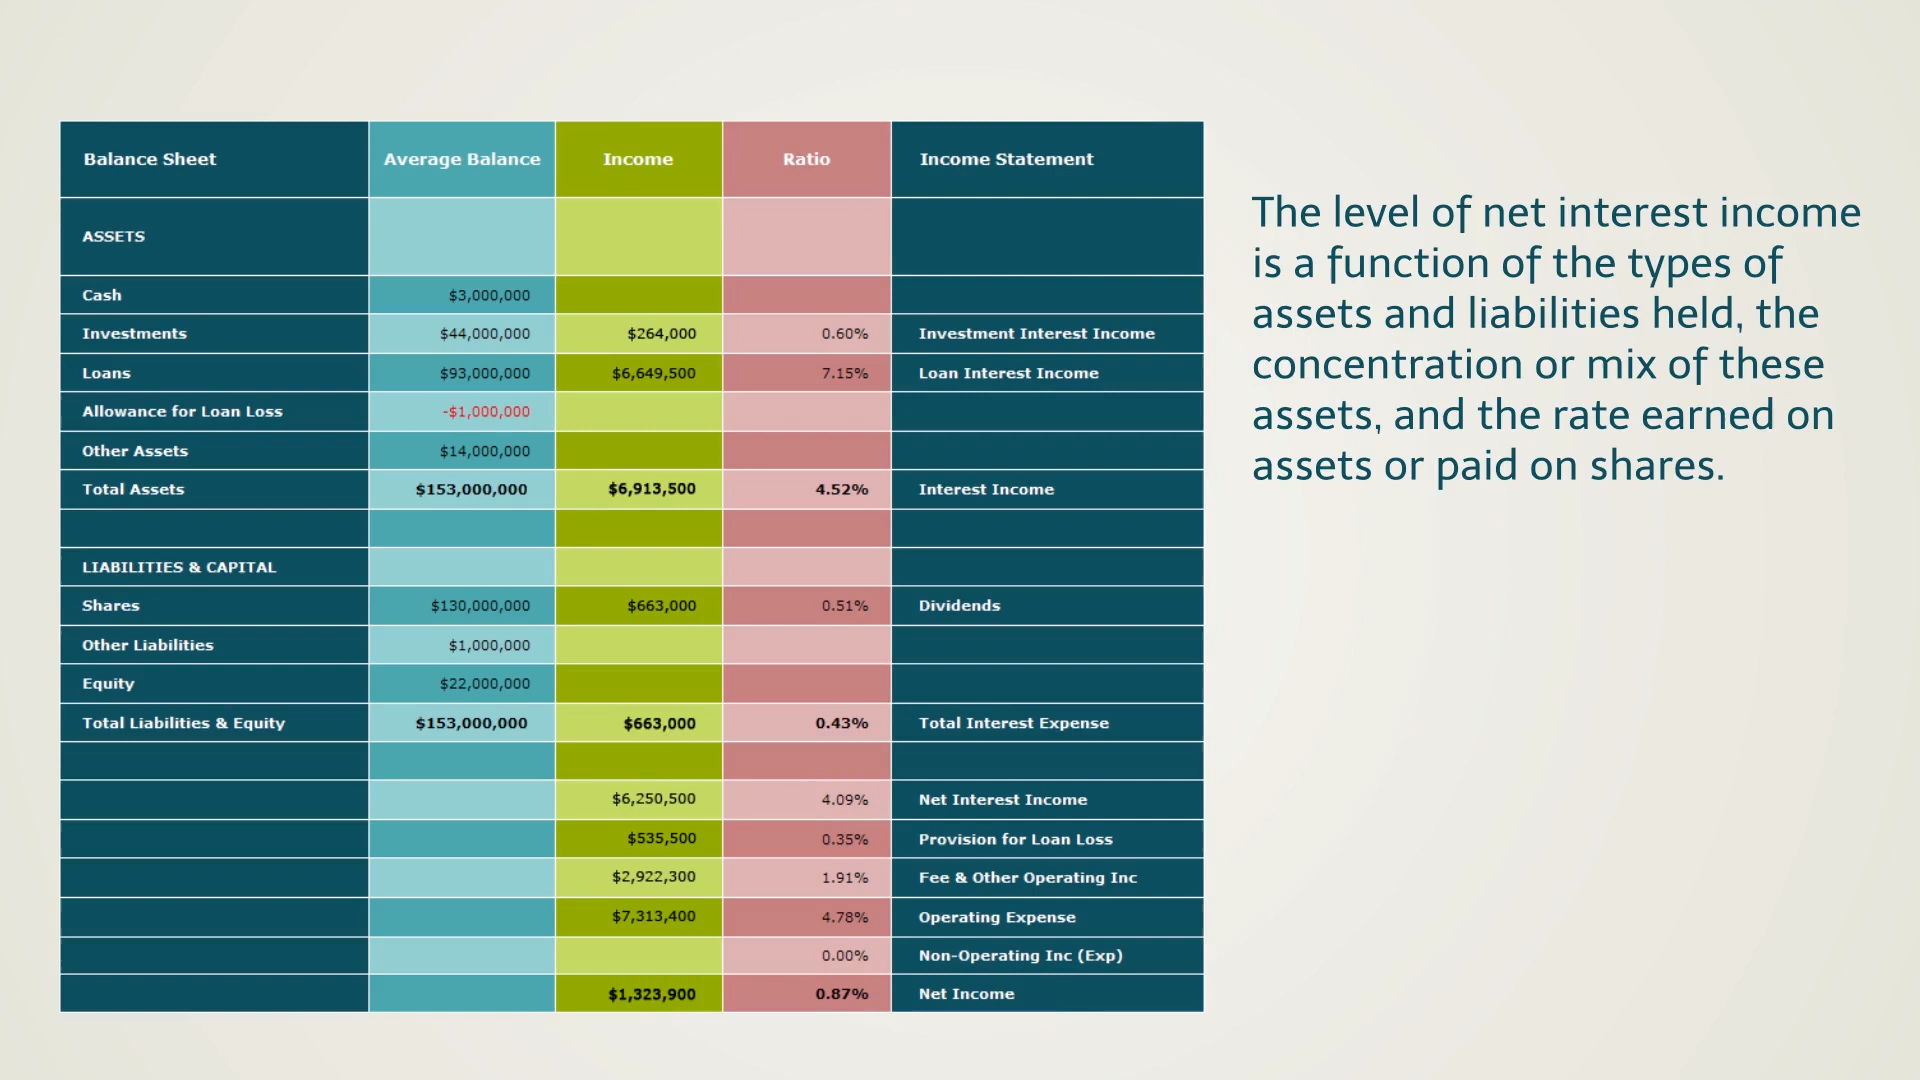 Balance Sheet Average Balance Income Ratio Income Statement
ASSETS
Cash $3,000,000
Investments $44,000,000 $264,000 0.60% Investment Interest Income
Loans $93,000,000 $6,649,500 7.15% Loan Interest Income
Allowance for Loan Loss -$1,000,000
Other Assets $14,000,000
Total Assets $153,000,000 $6,913,500 4.52% Interest Income
LIABILITIES & CAPITAL
Shares $130,000,000 $663,000 0.51% Dividends
Other Liabilities $1,000,000
Equity $22,000,000
Total Liabilities & Equity $153,000,000 $663,000 0.43% Total Interest Expense
$6,250,500 4.09% Net Interest Income
$535,500 0.35% Provision for Loan Loss
$2,922,300 1.91% Fee & Other Operating Inc
$7,313,400 4.78% Operating Expense
0.00% Non-Operating Inc (Exp)
$1,323,900 0.87% Net Income
The level of net interest income
is a function of the types of
assets and liabilities held, the
concentration or mix of these
assets, and the rate earned on
assets or paid on shares.